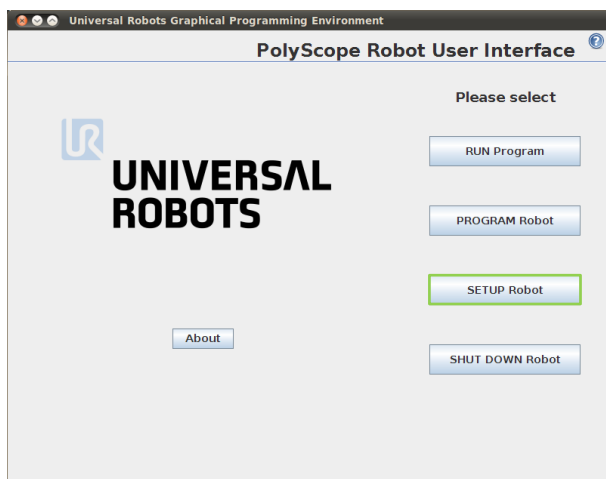 Universal Robots Graphical Programming Environment
PolyScope Robot User Interface
?
Please select
UR
UNIVERSAL
ROBOTS
RUN Program
PROGRAM Robot
SETUP Robot
About
SHUT DOWN Robot